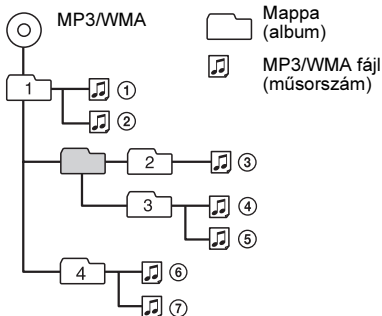 MP3/WMA
Mappa
(album)
MP3/WMA fájl
(műsorszám)
1
①
②
2
③
3
④
⑤
4
⑥
⑦